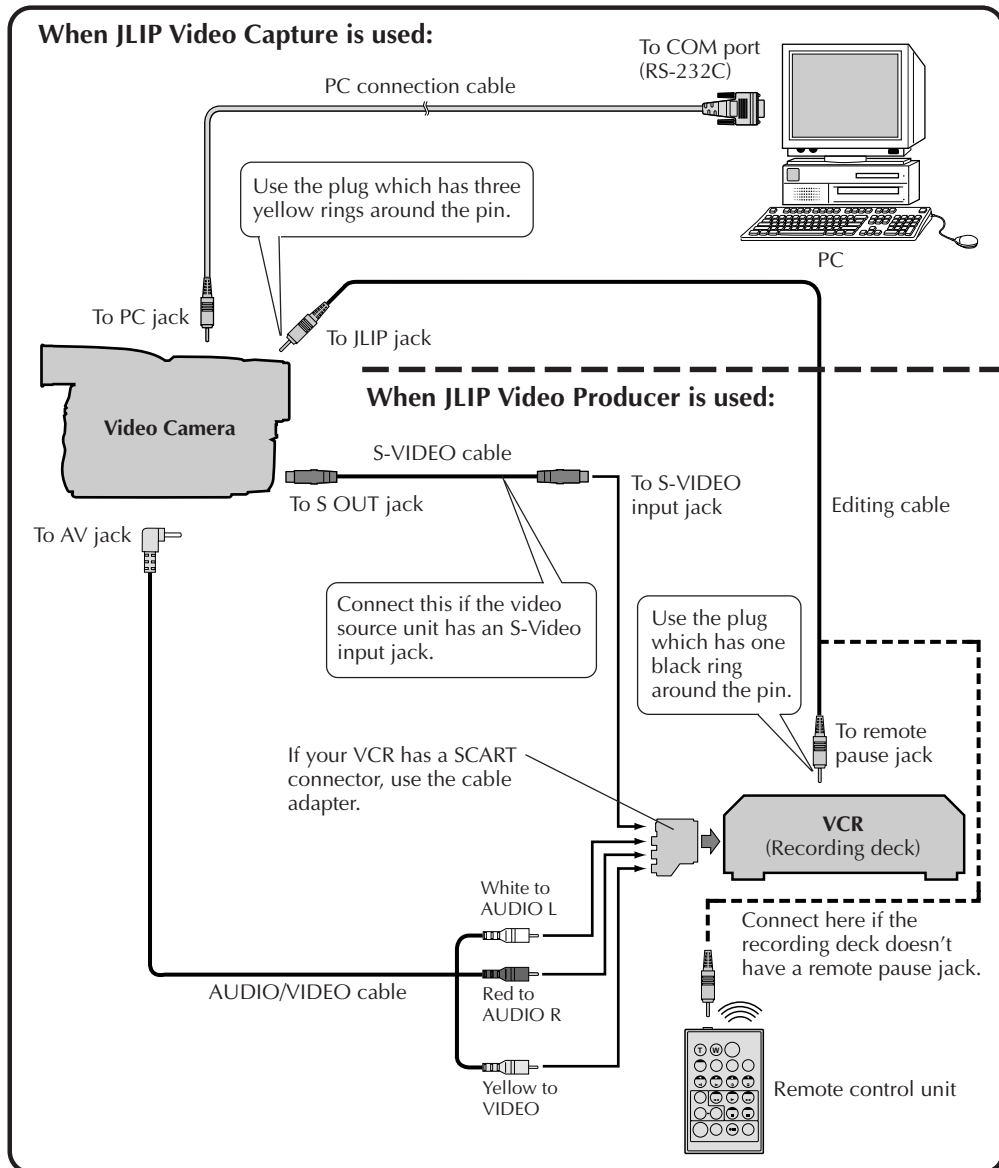 When JLIP Video Capture is used:
To COM port
(RS-232C)
PC connection cable
Use the plug which has three
yellow rings around the pin.
PC
To PC jack
To JLIP jack
When JLIP Video Producer is used:
Video Camera
S-VIDEO cable
To S OUT jack
To S-VIDEO
input jack
Editing cable
To AV jack
Connect this if the video
source unit has an S-Video
input jack.
Use the plug
which has one
black ring
around the pin.
To remote
pause jack
If your VCR has a SCART
connector, use the cable
adapter.
VCR
(Recording deck)
White to
AUDIO L
Connect here if the
recording deck doesn't
have a remote pause jack.
AUDIO/VIDEO cable
Red to
AUDIO R
T W
Yellow to
VIDEO
Remote control unit